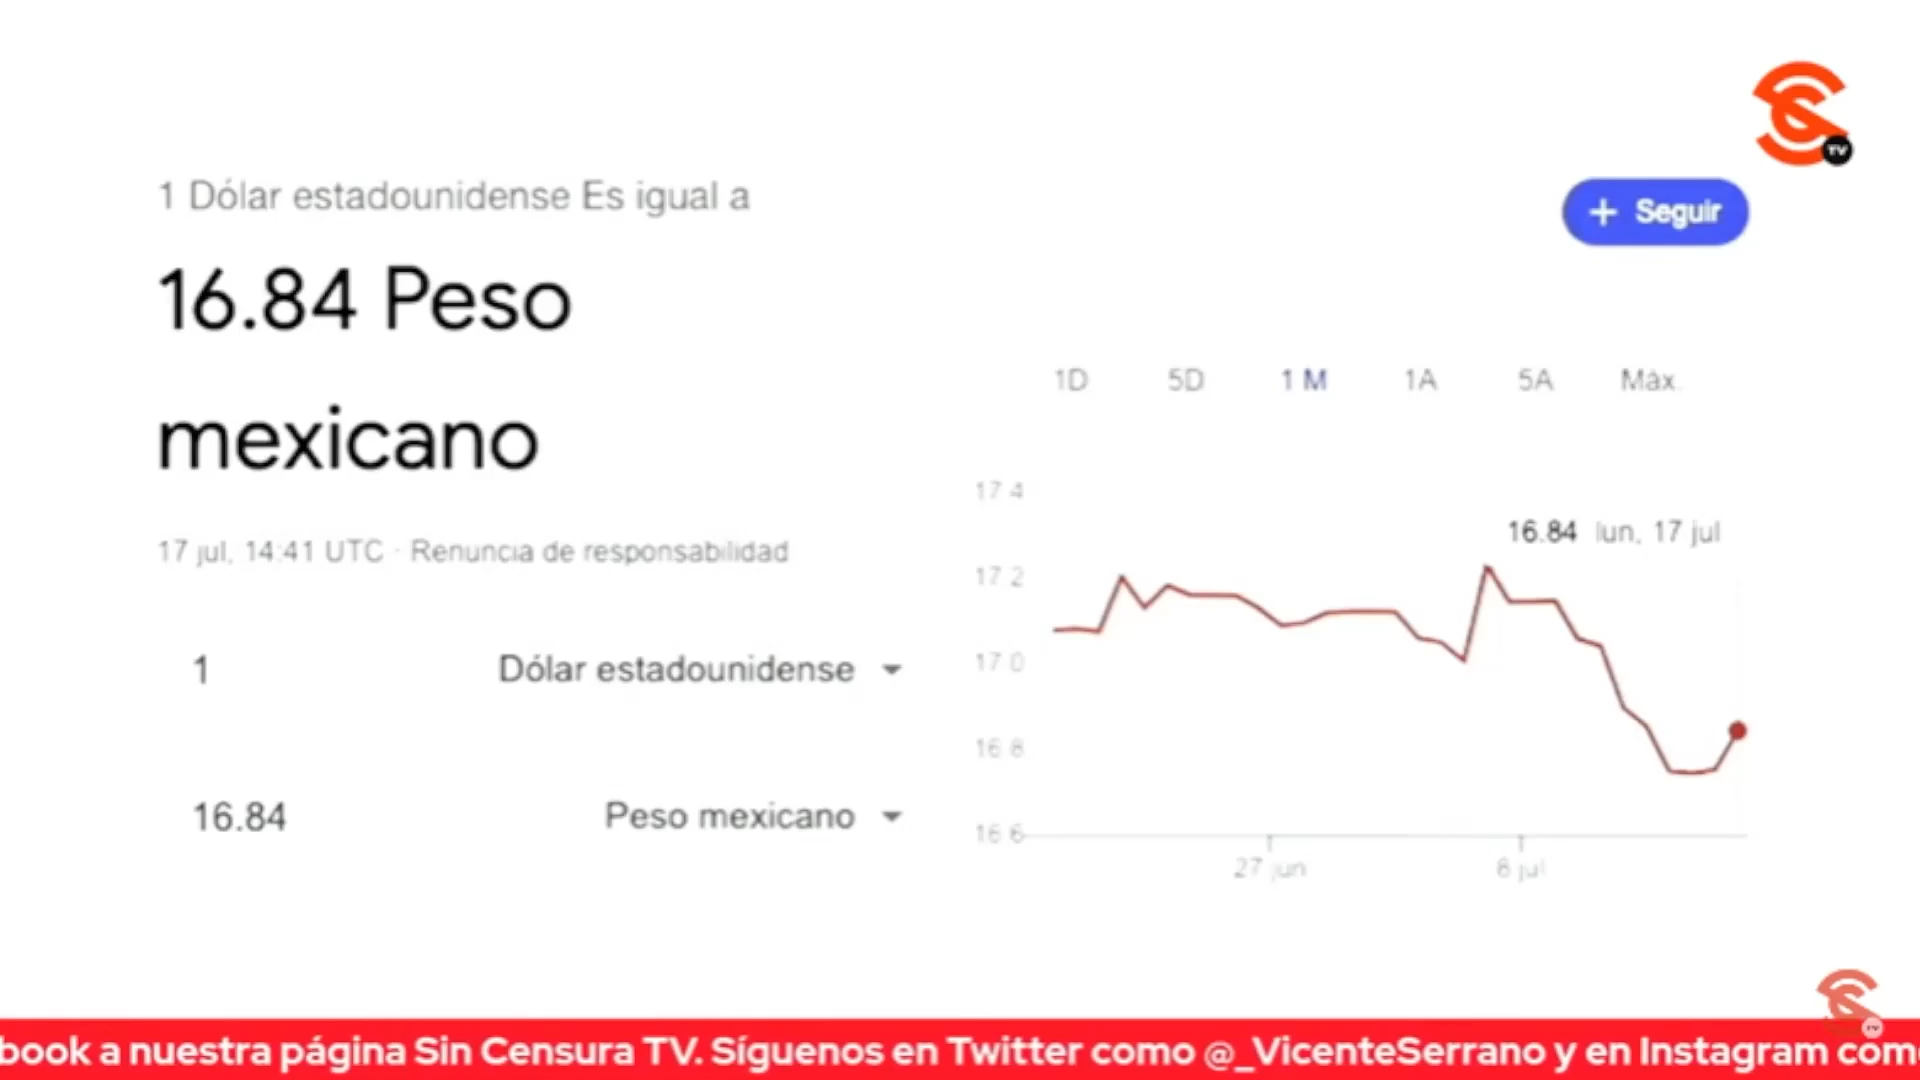 TV
1 Dólar estadounidense Es igual a
+ Seguir
16.84 Peso
mexicano
17 jul, 14:41 UTC · Renuncia de responsabilidad
1 Dólar estadounidense
16.84 Peso mexicano
1D 5D 1 M 1A 5A Máx.
16.84 lun, 17 jul
17 4
17 2
17 0
16 8
16 6
27 jun 8 jul
TV
book a nuestra página Sin Censura TV. Síguenos en Twitter como @_VicenteSerrano y en Instagram com